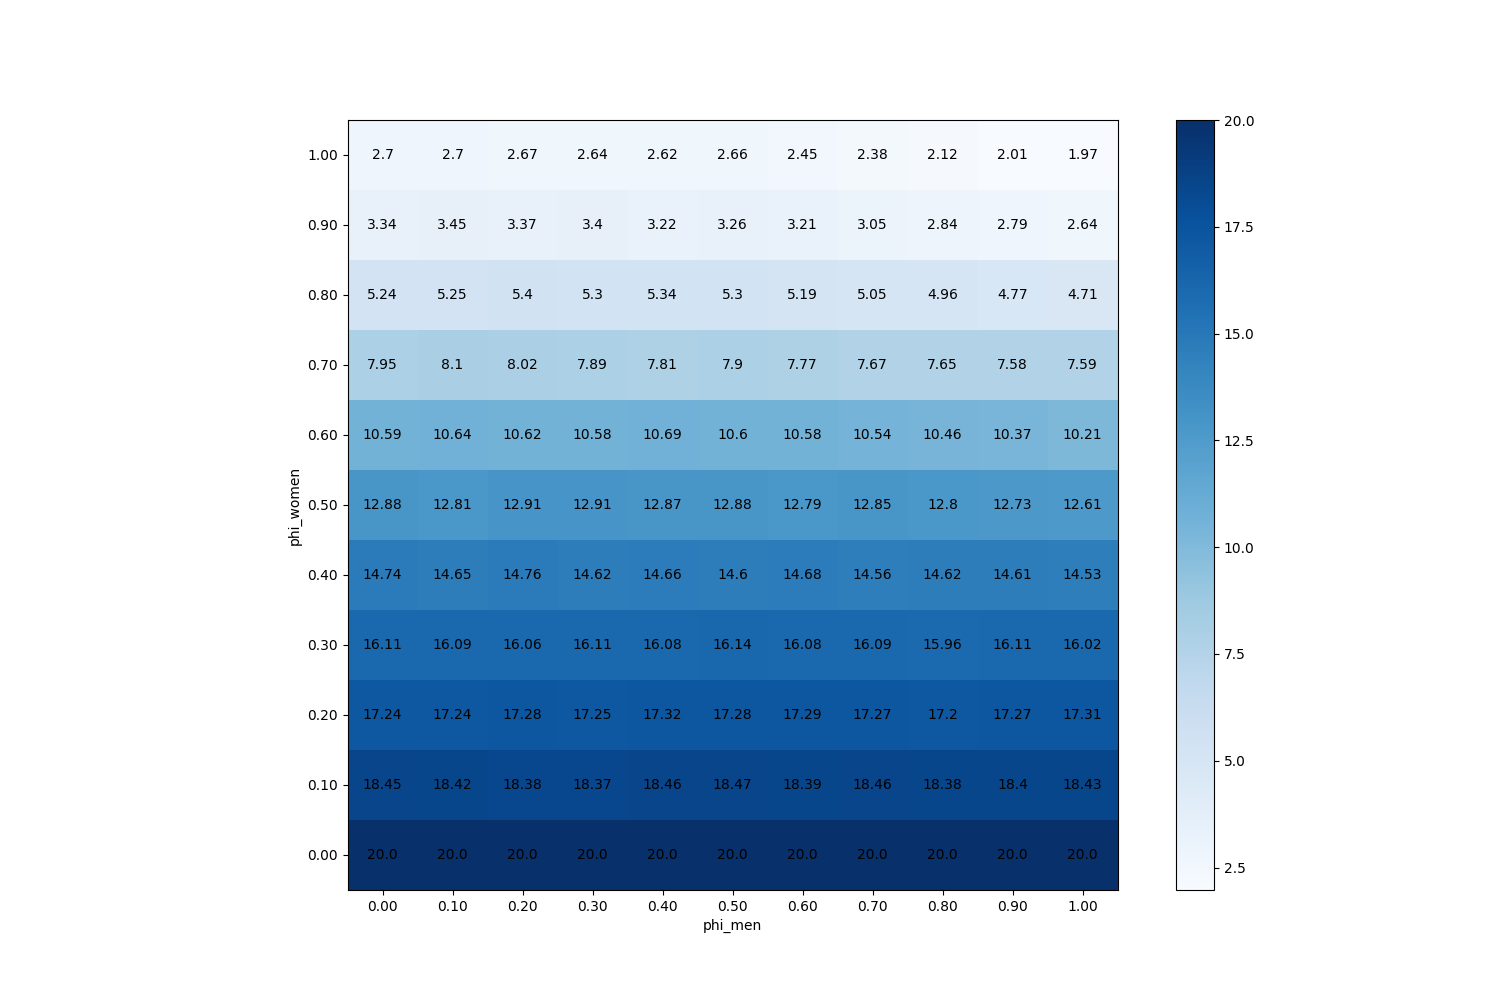 1.00 2.7 2.7 2.67 2.64 2.62 2.66 2.45 2.38 2.12 2.01 1.97
0.90 3.34 3.45 3.37 3.4 3.22 3.26 3.21 3.05 2.84 2.79 2.64
0.80 5.24 5.25 5.4 5.3 5.34 5.3 5.19 5.05 4.96 4.77 4.71
0.70 7.95 8.1 8.02 7.89 7.81 7.9 7.77 7.67 7.65 7.58 7.59
0.60 10.59 10.64 10.62 10.58 10.69 10.6 10.58 10.54 10.46 10.37 10.21
0.50 12.88 12.81 12.91 12.91 12.87 12.88 12.79 12.85 12.8 12.73 12.61
0.40 14.74 14.65 14.76 14.62 14.66 14.6 14.68 14.56 14.62 14.61 14.53
0.30 16.11 16.09 16.06 16.11 16.08 16.14 16.08 16.09 15.96 16.11 16.02
0.20 17.24 17.24 17.28 17.25 17.32 17.28 17.29 17.27 17.2 17.27 17.31
0.10 18.45 18.42 18.38 18.37 18.46 18.47 18.39 18.46 18.38 18.4 18.43
0.00 20.0 20.0 20.0 20.0 20.0 20.0 20.0 20.0 20.0 20.0 20.0
0.00 0.10 0.20 0.30 0.40 0.50 0.60 0.70 0.80 0.90 1.00
phi_men
phi_women
20.0
17.5
15.0
12.5
10.0
7.5
5.0
2.5